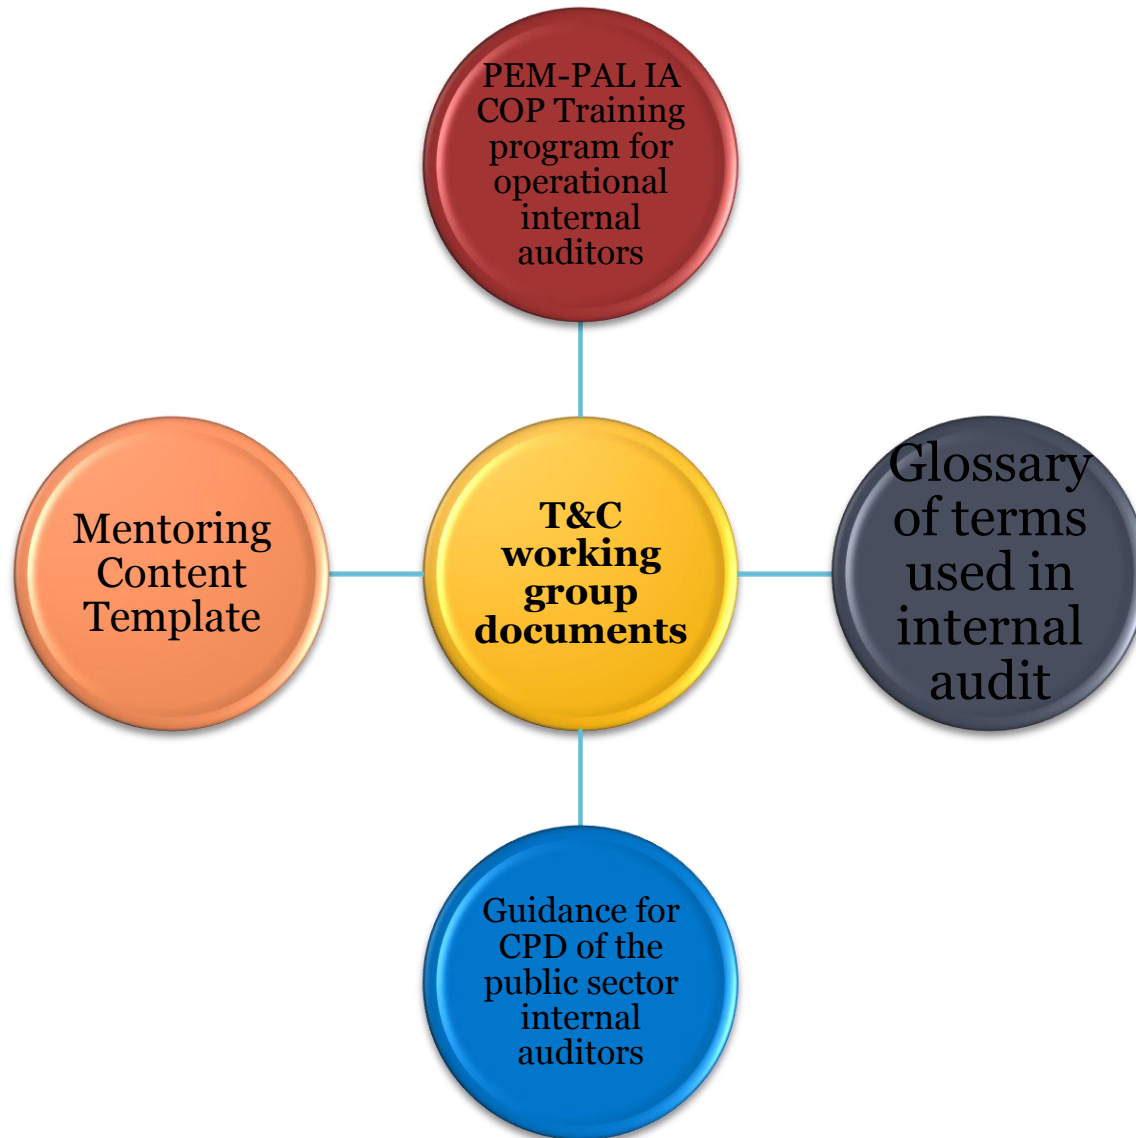 PEM-PAL IA
COP Training
program for
operational
internal
auditors
Mentoring
Content
Template
T&C
working
group
documents
Glossary
of terms
used in
internal
audit
Guidance for
CPD of the
public sector
internal
auditors